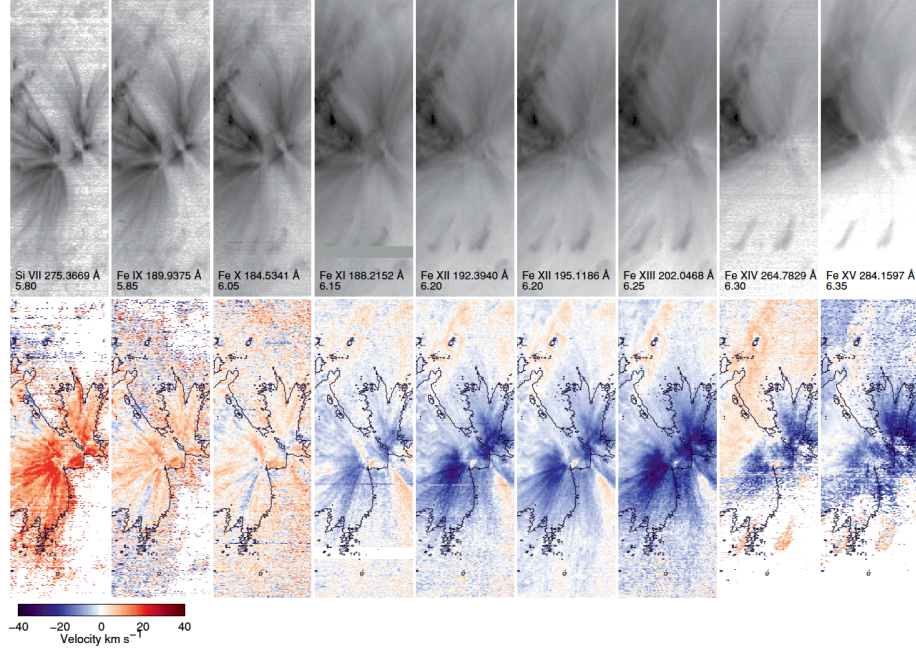 Si VII 275.3669 Å
5.80
Fe IX 189.9375 Å
5.85
Fe X 184.5341 Å
6.05
Fe XI 188.2152 Å
6.15
Fe XII 192.3940 Å
6.20
Fe XII 195.1186 Å
6.20
Fe XIII 202.0468 Å
6.25
Fe XIV 264.7829 Å
6.30
Fe XV 284.1597 Å
6.35
−40 −20 0 20 40
Velocity km s−1